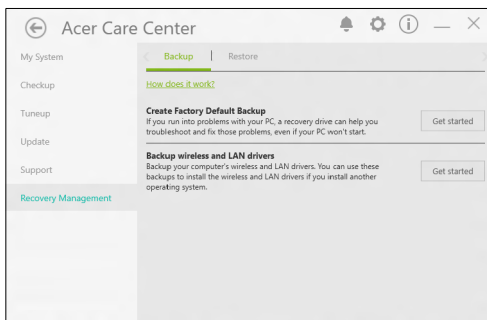 Acer Care Center
My System
Checkup
Tuneup
Update
Support
Recovery Management
Backup
Restore
How does it work?
Create Factory Default Backup
If you run into problems with your PC, a recovery drive can help you
troubleshoot and fix those problems, even if your PC won't start.
Get started
Backup wireless and LAN drivers
Backup your computer's wireless and LAN drivers. You can use these
backups to install the wireless and LAN drivers if you install another
operating system.
Get started